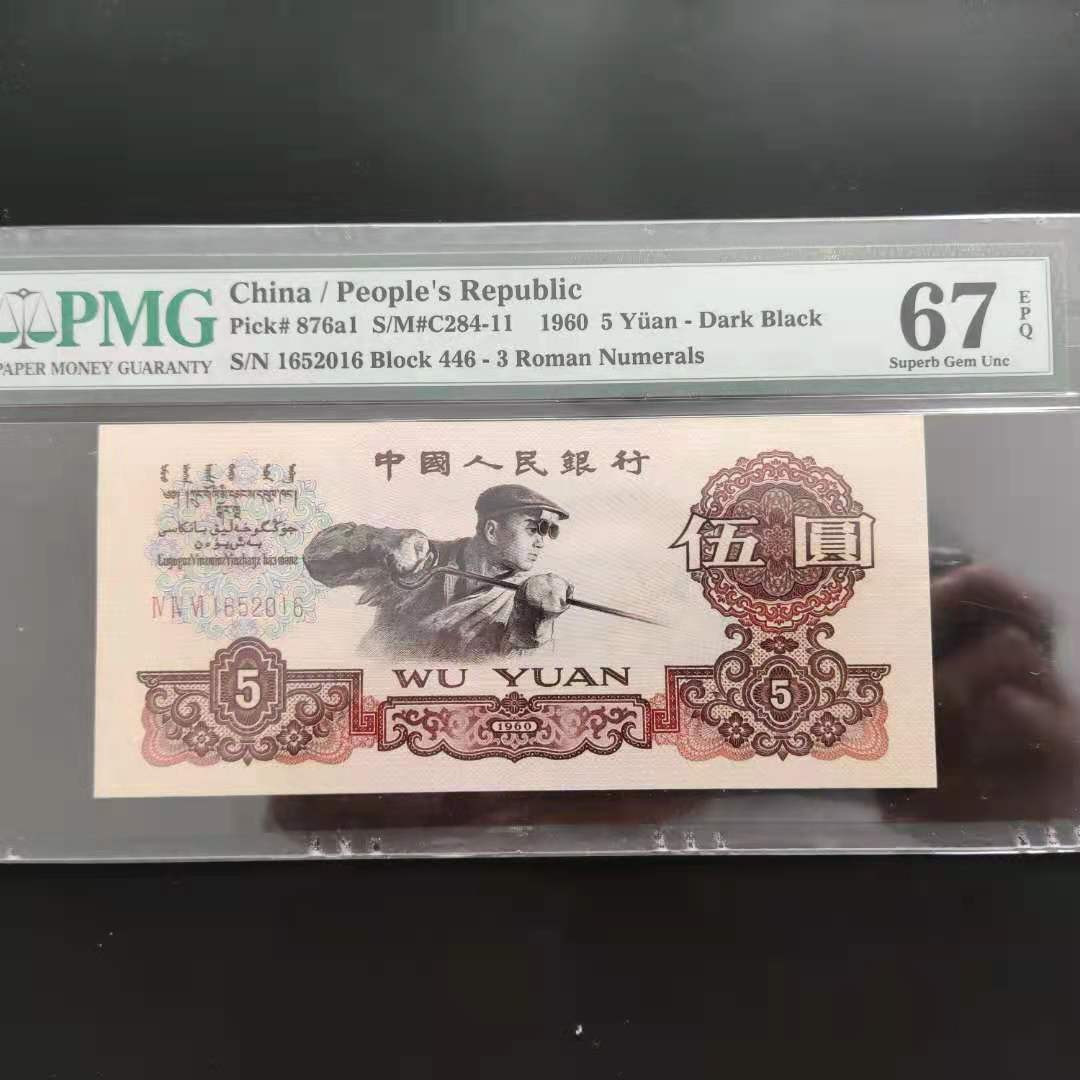 PMG
PAPER MONEY GUARANTY
China / People's Republic
Pick# 876a1 S/M#C284-11 1960 5 Yüan - Dark Black
S/N 1652016 Block 446 - 3 Roman Numerals
67
EPQ
Superb Gem Unc
中國人民銀行
伍圓
Ⅳ Ⅳ Ⅵ 1652016
WU YUAN
5
1960
5